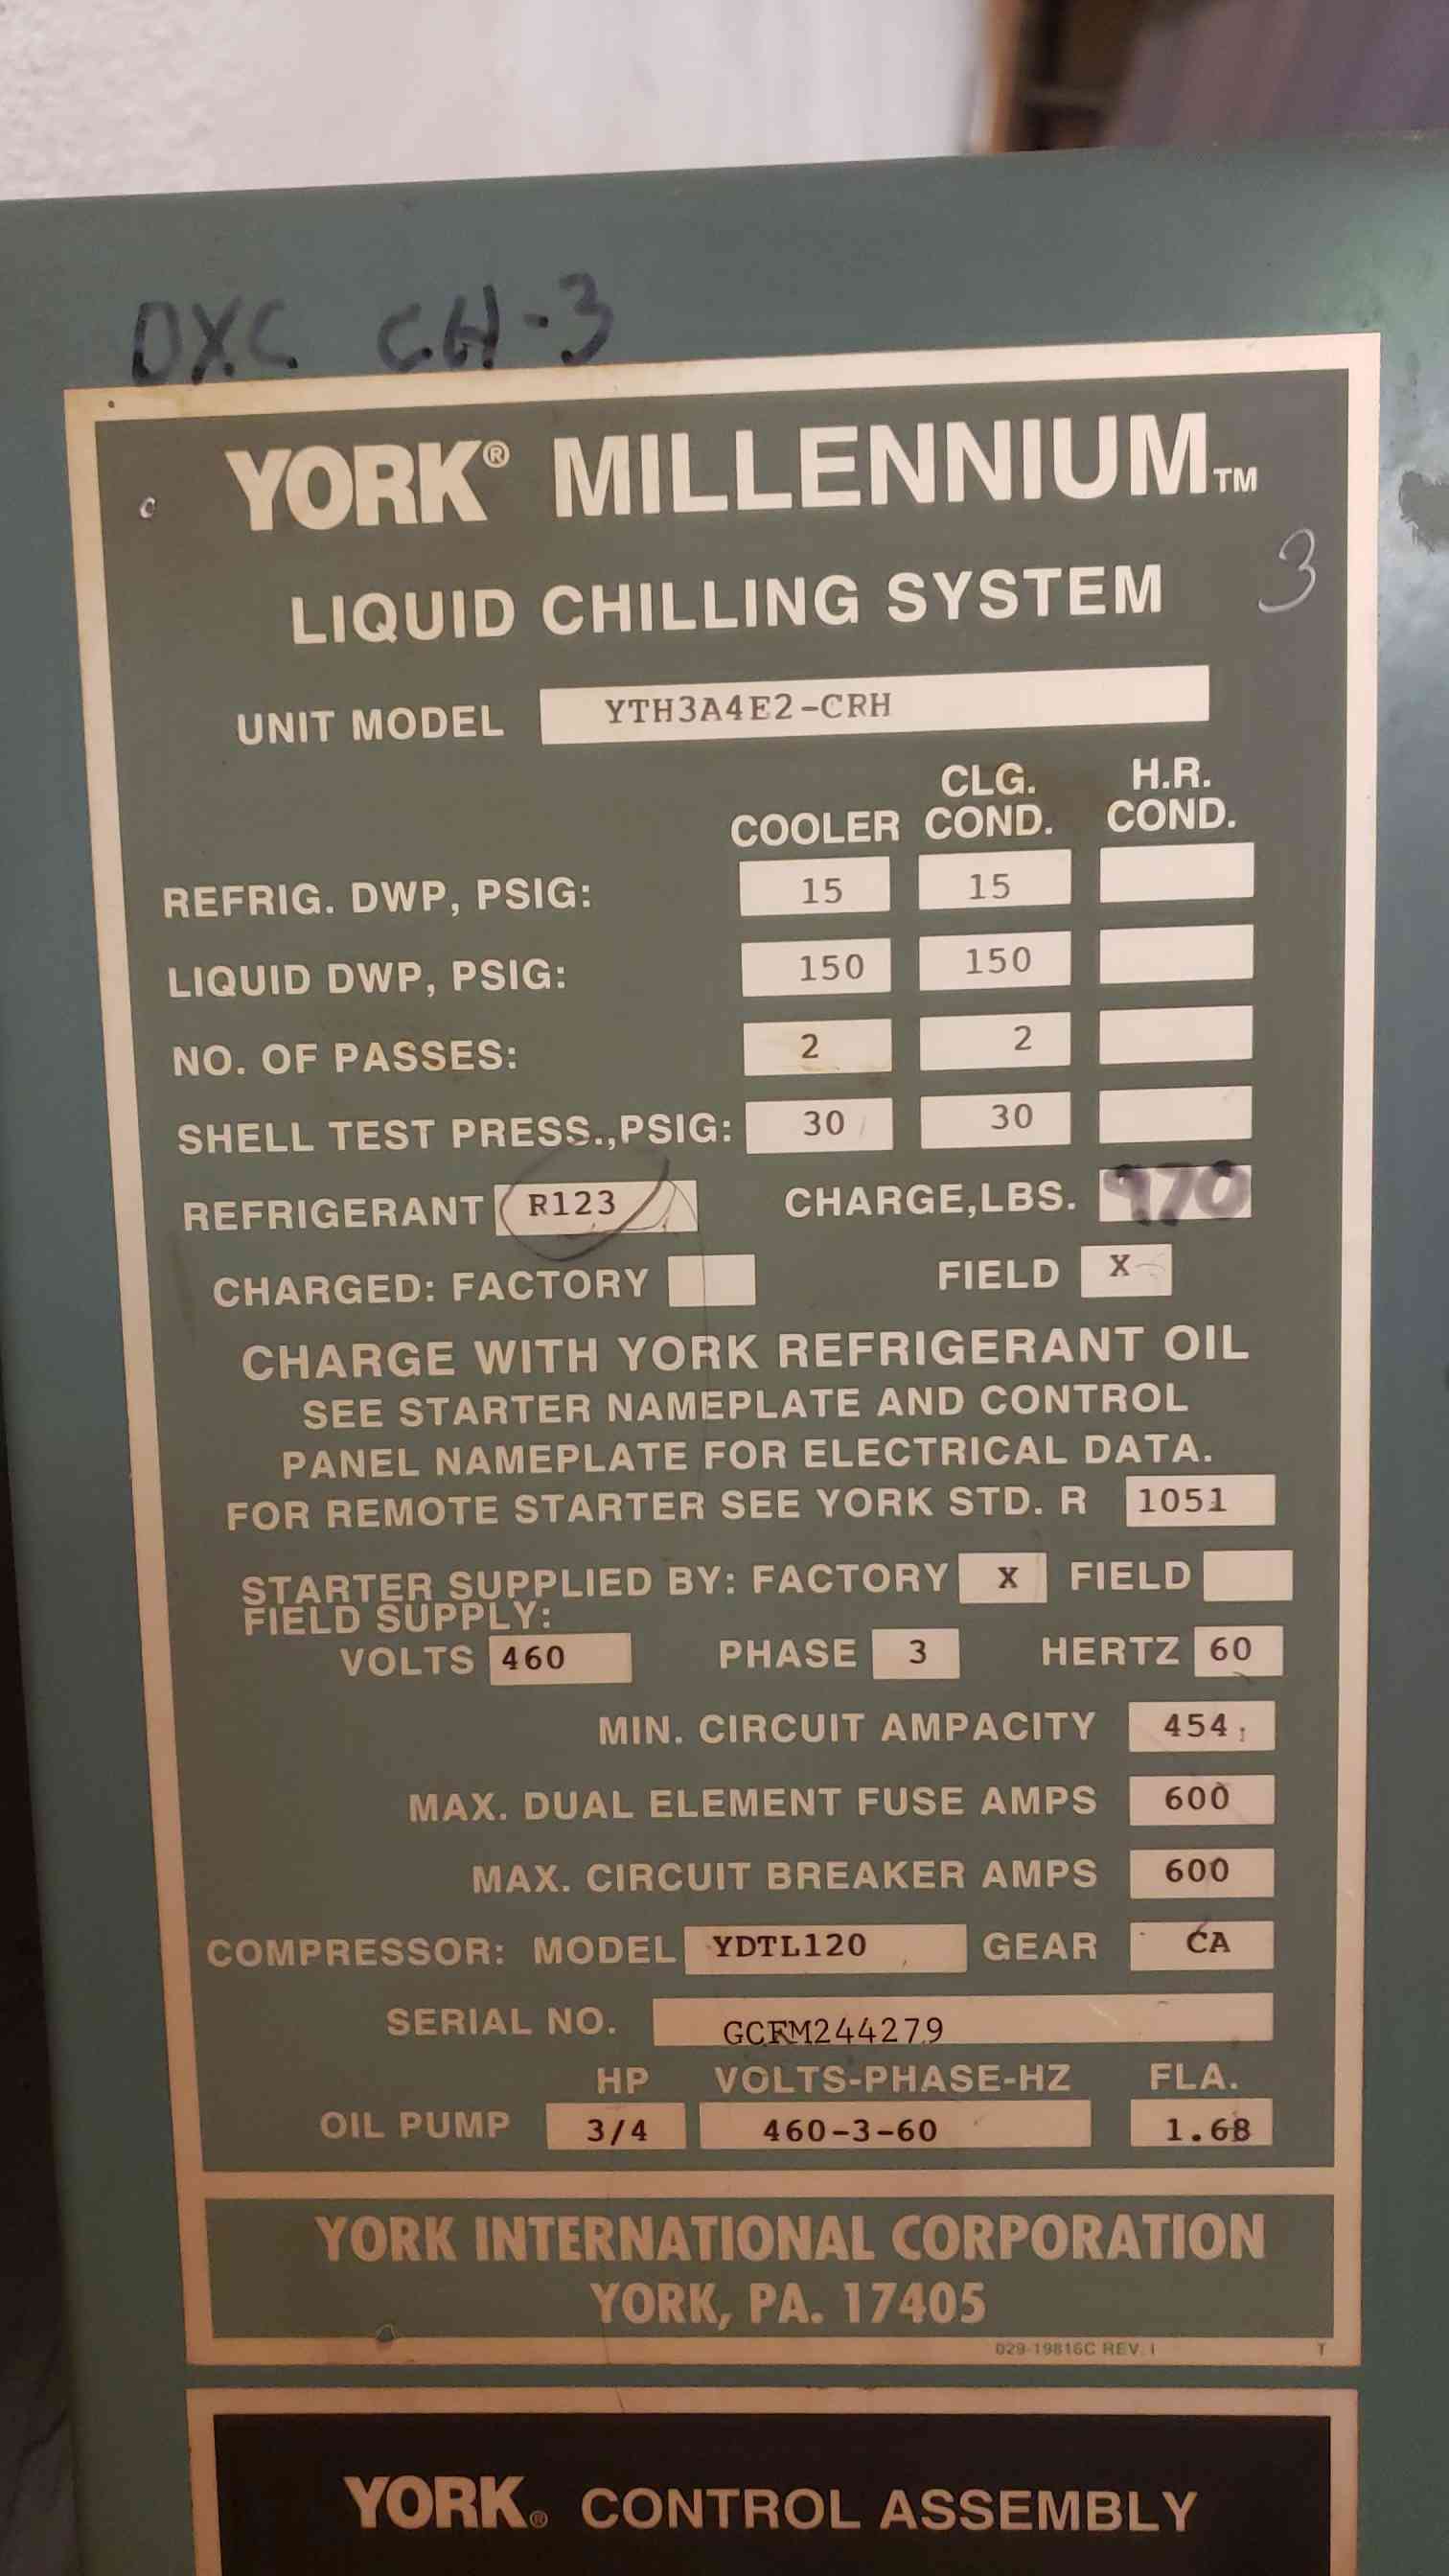 DXC CH-3
YORK® MILLENNIUM™
3
LIQUID CHILLING SYSTEM
UNIT MODEL YTH3A4E2-CRH
COOLER CLG. COND. H.R. COND.
REFRIG. DWP, PSIG: 15 15
LIQUID DWP, PSIG: 150 150
NO. OF PASSES: 2 2
SHELL TEST PRESS.,PSIG: 30 30
REFRIGERANT R123 CHARGE,LBS. 970
CHARGED: FACTORY FIELD X
CHARGE WITH YORK REFRIGERANT OIL
SEE STARTER NAMEPLATE AND CONTROL
PANEL NAMEPLATE FOR ELECTRICAL DATA.
FOR REMOTE STARTER SEE YORK STD. R 1051
STARTER SUPPLIED BY: FACTORY X FIELD
FIELD SUPPLY:
VOLTS 460 PHASE 3 HERTZ 60
MIN. CIRCUIT AMPACITY 454
MAX. DUAL ELEMENT FUSE AMPS 600
MAX. CIRCUIT BREAKER AMPS 600
COMPRESSOR: MODEL YDTL120 GEAR CA
SERIAL NO. GCFM244279
HP VOLTS-PHASE-HZ FLA.
OIL PUMP 3/4 460-3-60 1.68
YORK INTERNATIONAL CORPORATION
YORK, PA. 17405
029-19816C REV. I T
YORK® CONTROL ASSEMBLY